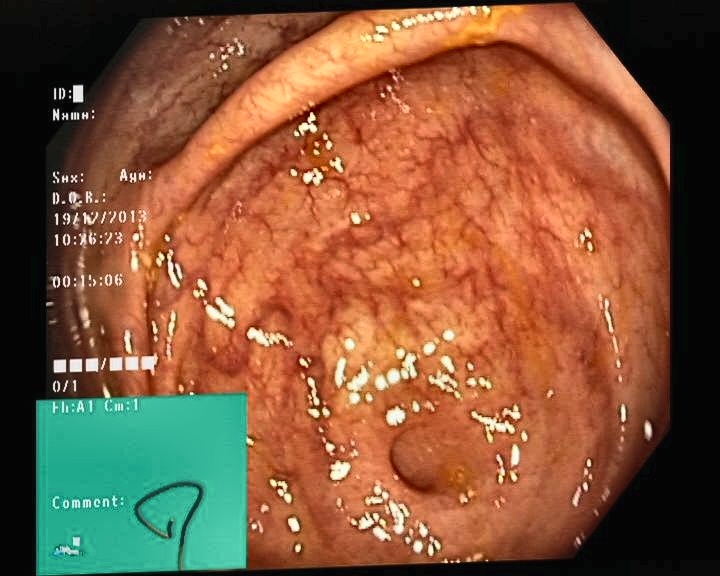 ID:
Name:
Sex: Age:
D.O.B.:
19/12/2013
10:26:23
00:15:06
0/1
Eh:A1 Cm:1
Comment: